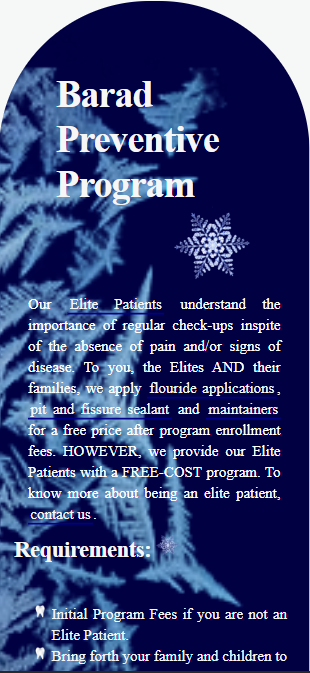 Barad
Preventive
Program
Our Elite Patients understand the
importance of regular check-ups inspite
of the absence of pain and/or signs of
disease. To you, the Elites AND their
families, we apply flouride applications,
pit and fissure sealant and maintainers
for a free price after program enrollment
fees. HOWEVER, we provide our Elite
Patients with a FREE-COST program. To
know more about being an elite patient,
contact us.
Requirements:
Initial Program Fees if you are not an
Elite Patient.
Bring forth your family and children to